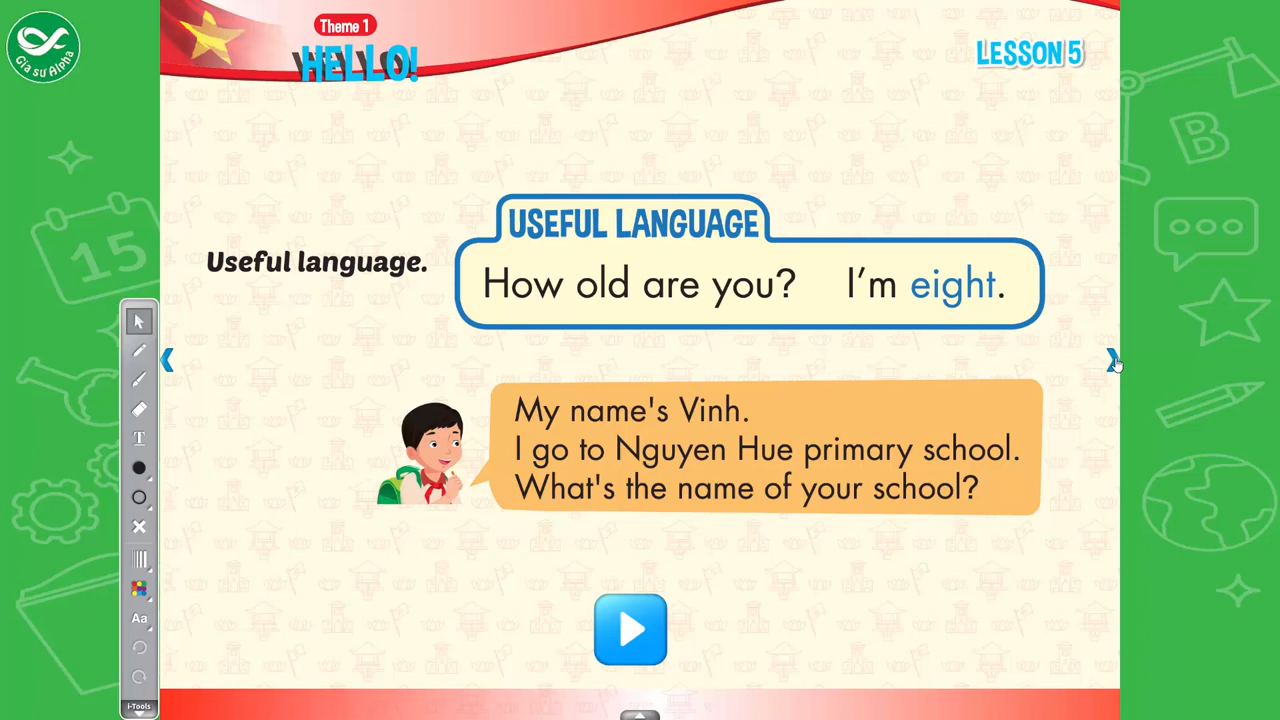 Gia sư Alpha
Theme 1
HELLO!
LESSON 5
15
B
USEFUL LANGUAGE
Useful language.
How old are you? I'm eight.
My name's Vinh.
I go to Nguyen Hue primary school.
What's the name of your school?
T
Aa
i-Tools